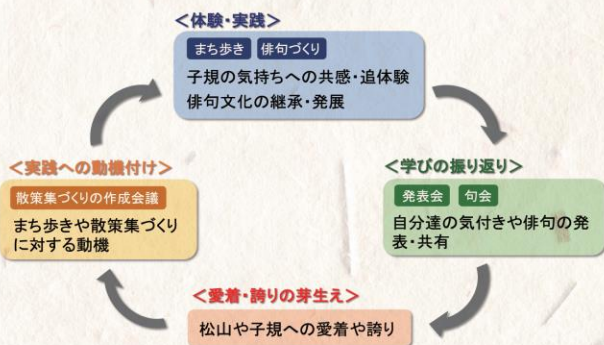 ＜体験・実践＞
まち歩き 俳句づくり
子規の気持ちへの共感・追体験
俳句文化の継承・発展
＜実践への動機付け＞
散策集づくりの作成会議
まち歩きや散策集づくり
に対する動機
＜学びの振り返り＞
発表会 句会
自分達の気付きや俳句の発
表・共有
＜愛着・誇りの芽生え＞
松山や子規への愛着や誇り